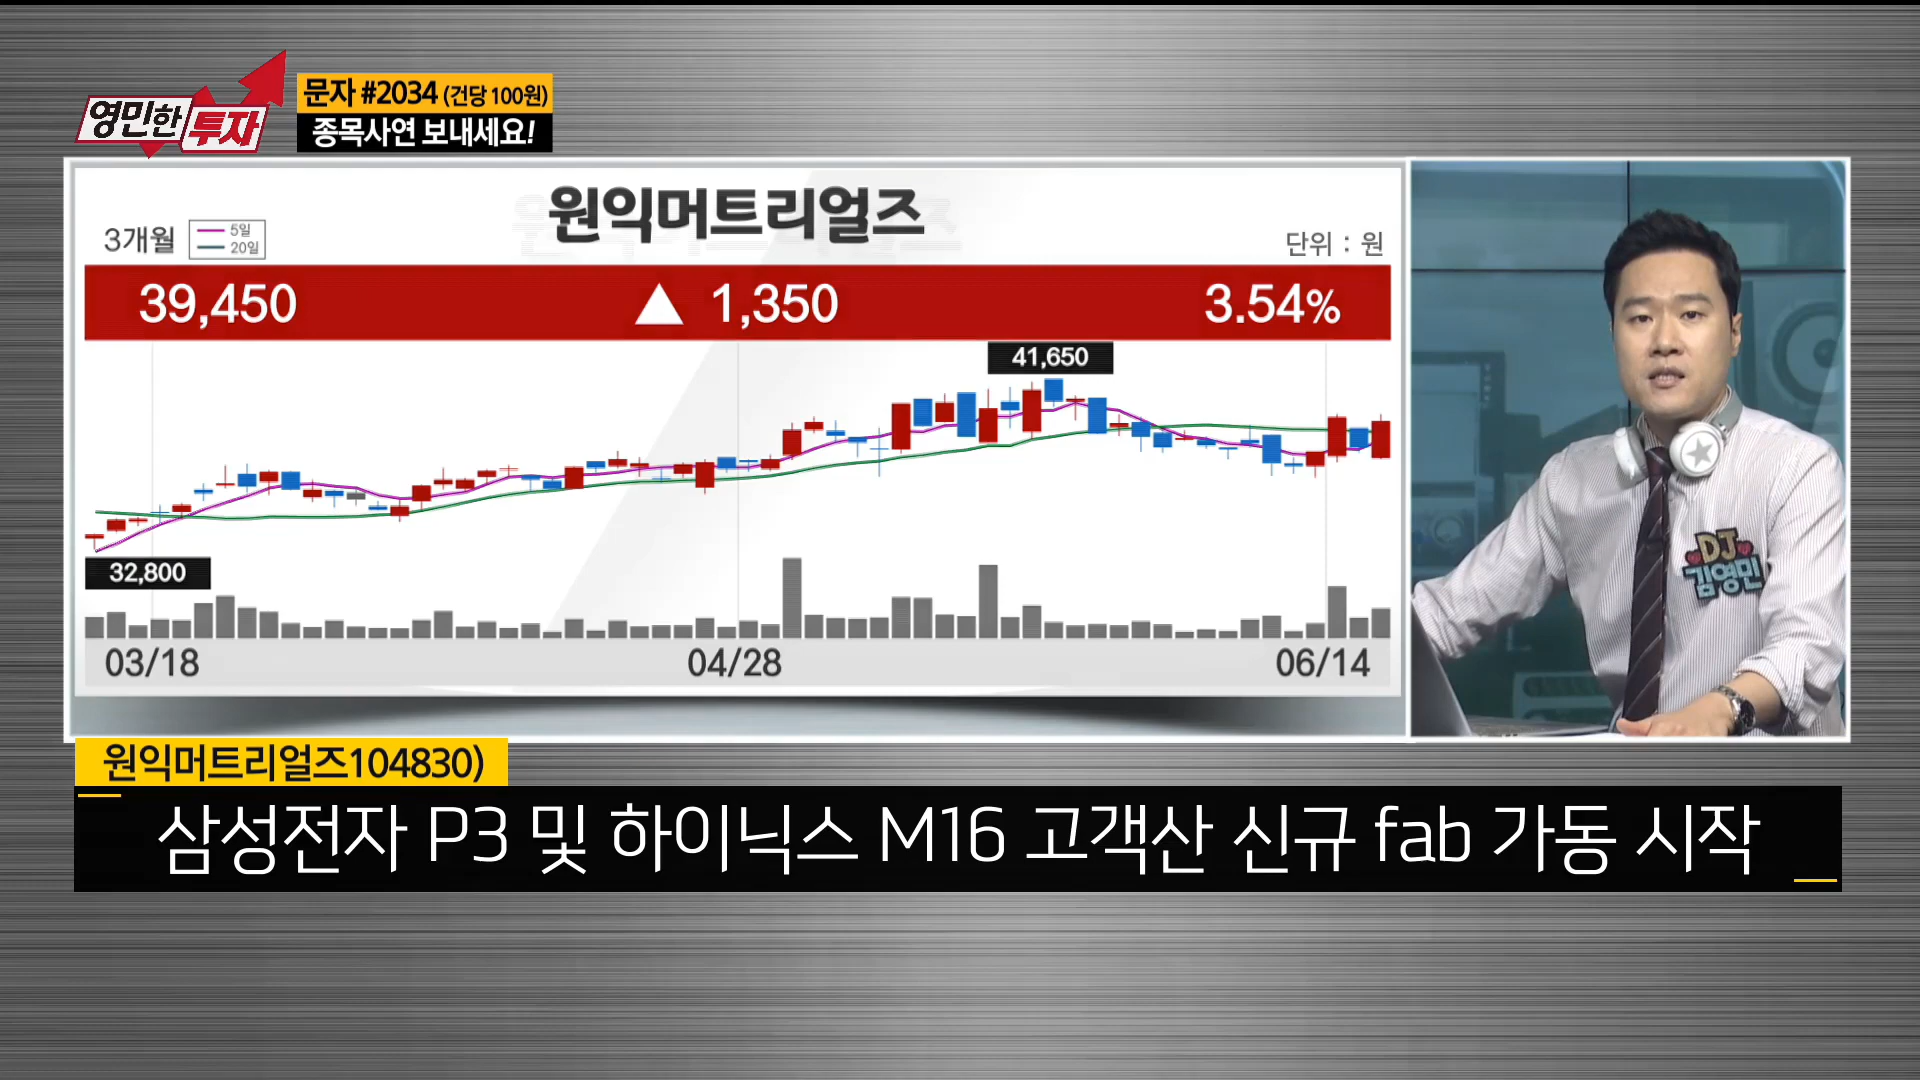 영민한 투자
문자 #2034 (건당 100원)
종목사연 보내세요!
원익머트리얼즈
3개월
5일
20일
단위 : 원
39,450 ▲ 1,350 3.54%
41,650
32,800
03/18 04/28 06/14
DJ
김영민
원익머트리얼즈104830)
삼성전자 P3 및 하이닉스 M16 고객산 신규 fab 가동 시작